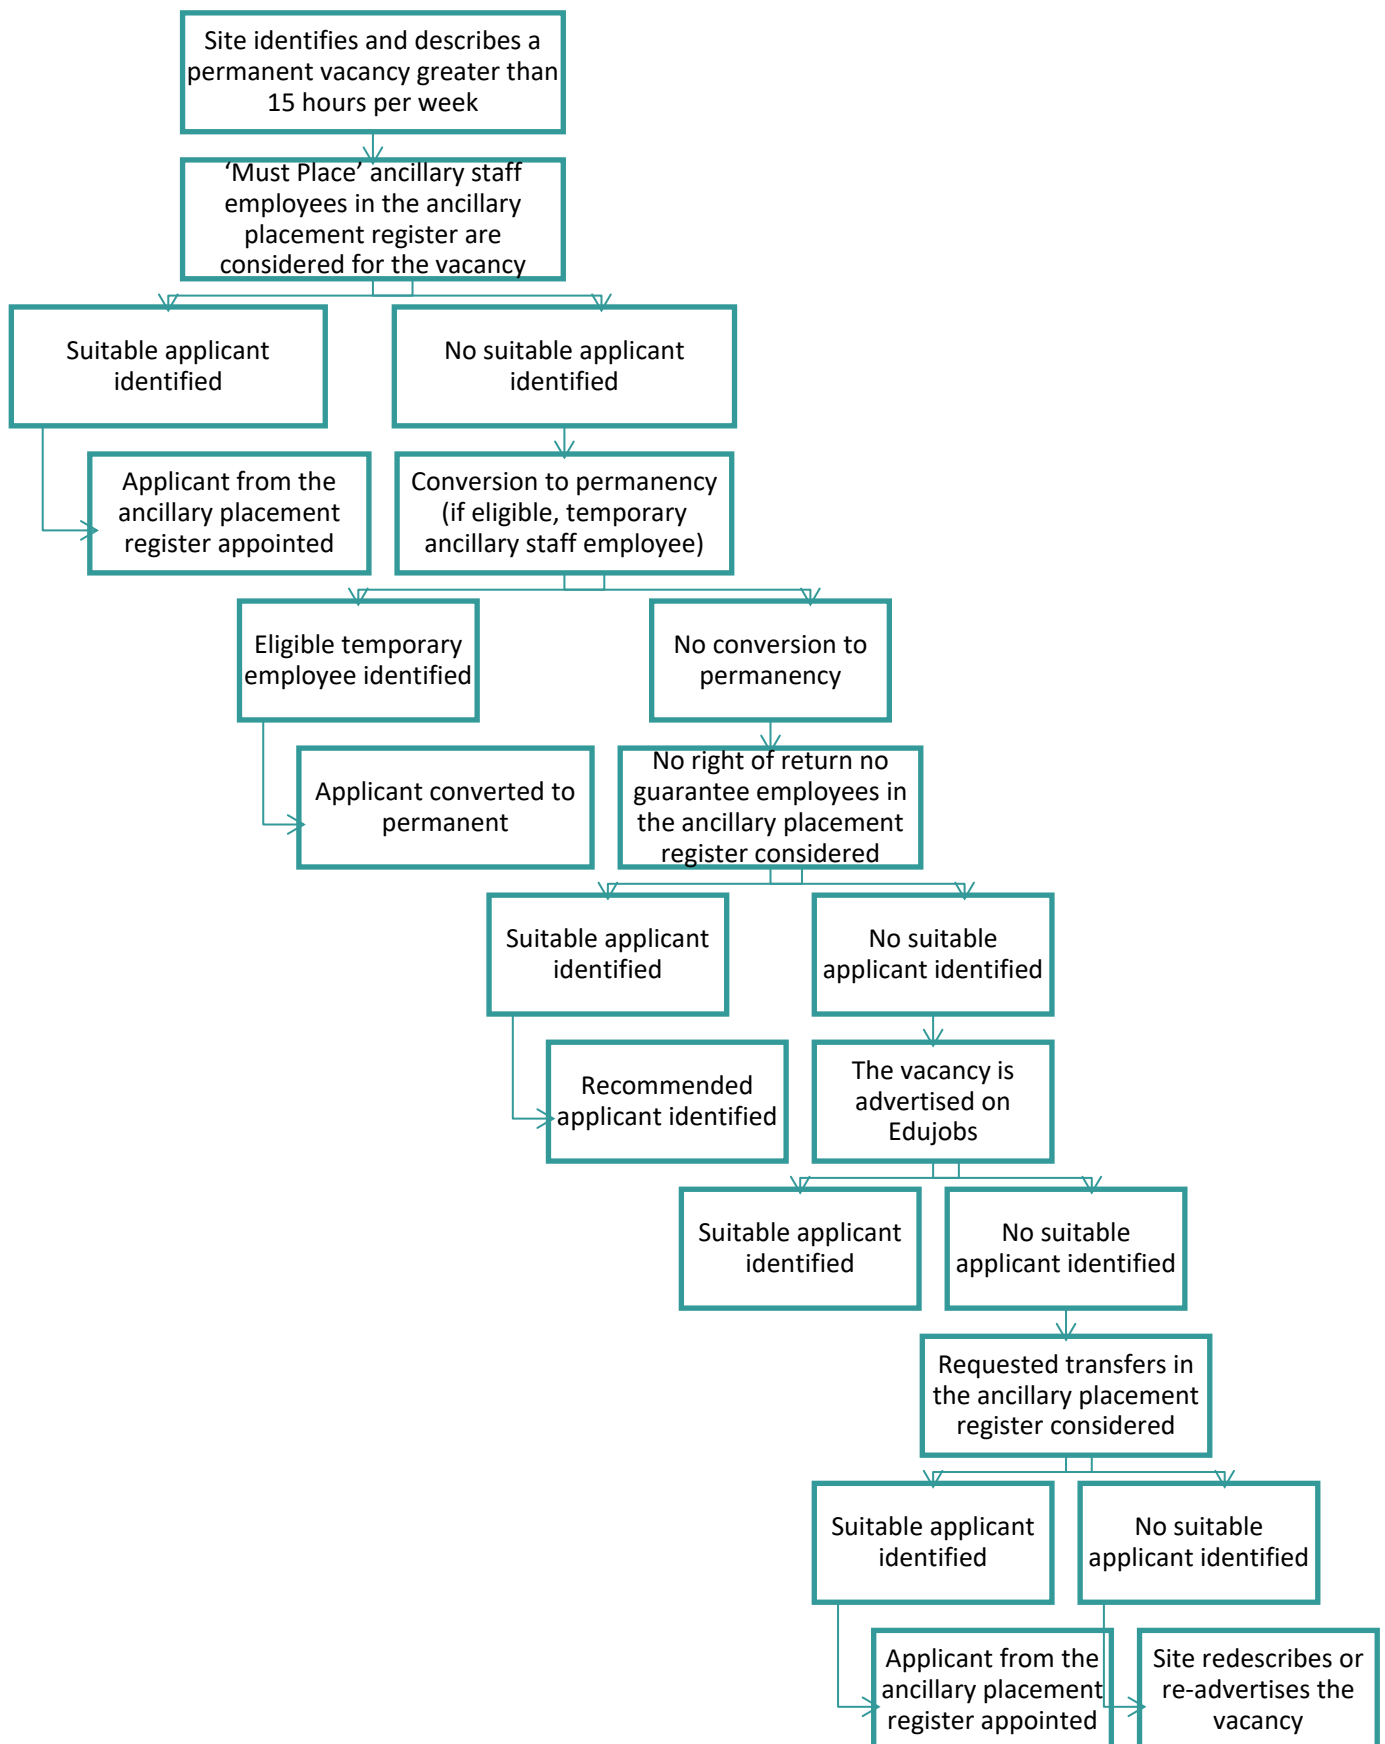 Site identifies and describes a
permanent vacancy greater than
15 hours per week
‘Must Place’ ancillary staff
employees in the ancillary
placement register are
considered for the vacancy
Suitable applicant
identified
No suitable applicant
identified
Applicant from the
ancillary placement
register appointed
Conversion to permanency
(if eligible, temporary
ancillary staff employee)
Eligible temporary
employee identified
No conversion to
permanency
Applicant converted to
permanent
No right of return no
guarantee employees in
the ancillary placement
register considered
Suitable applicant
identified
No suitable
applicant identified
Recommended
applicant identified
The vacancy is
advertised on
Edujobs
Suitable applicant
identified
No suitable
applicant identified
Requested transfers in
the ancillary placement
register considered
Suitable applicant
identified
No suitable
applicant identified
Applicant from the
ancillary placement
register appointed
Site redescribes or
re-advertises the
vacancy